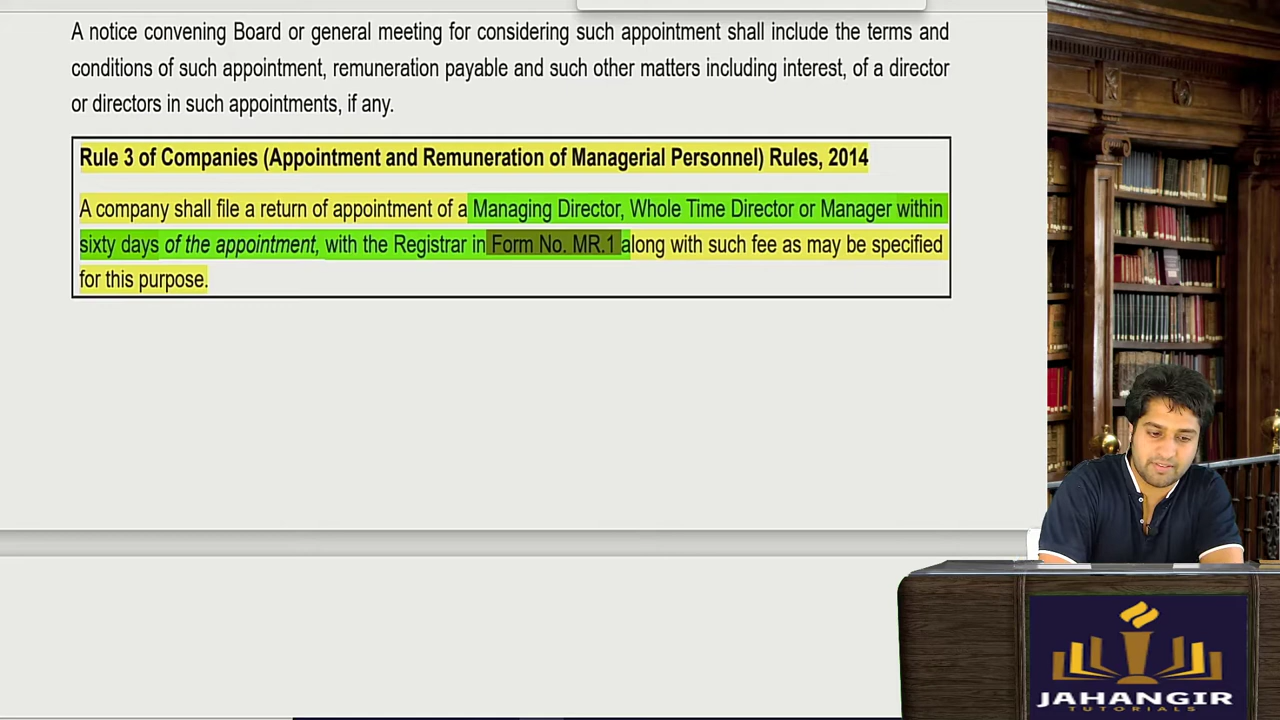 A notice convening Board or general meeting for considering such appointment shall include the terms and
conditions of such appointment, remuneration payable and such other matters including interest, of a director
or directors in such appointments, if any.
Rule 3 of Companies (Appointment and Remuneration of Managerial Personnel) Rules, 2014
A company shall file a return of appointment of a Managing Director, Whole Time Director or Manager within
sixty days of the appointment, with the Registrar in Form No. MR.1 along with such fee as may be specified
for this purpose.
JAHANGIR
TUTORIALS